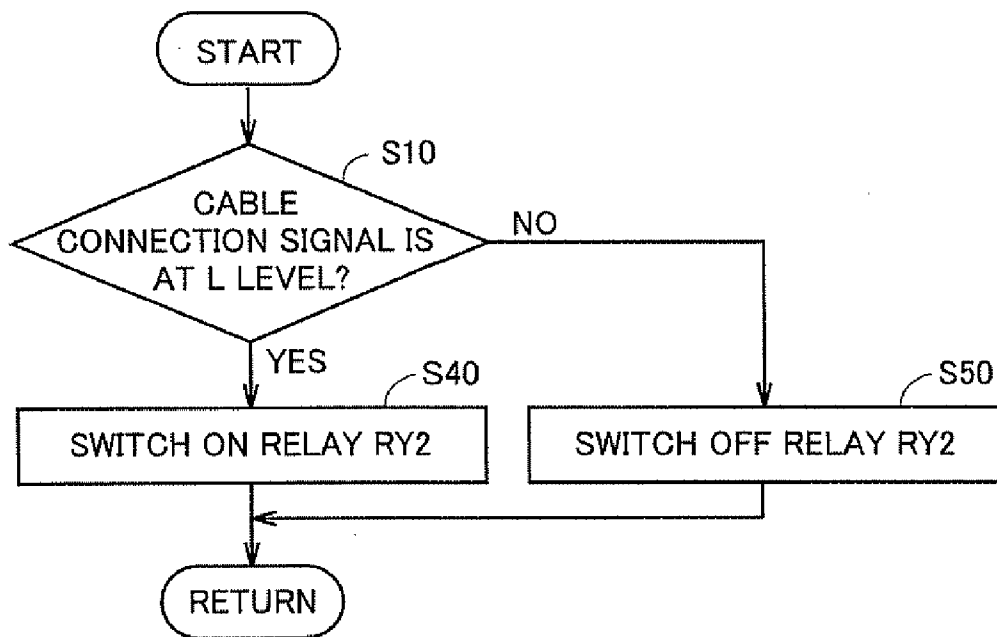 START
S10
CABLE
CONNECTION SIGNAL IS
AT L LEVEL?
NO
YES
S40
SWITCH ON RELAY RY2
S50
SWITCH OFF RELAY RY2
RETURN